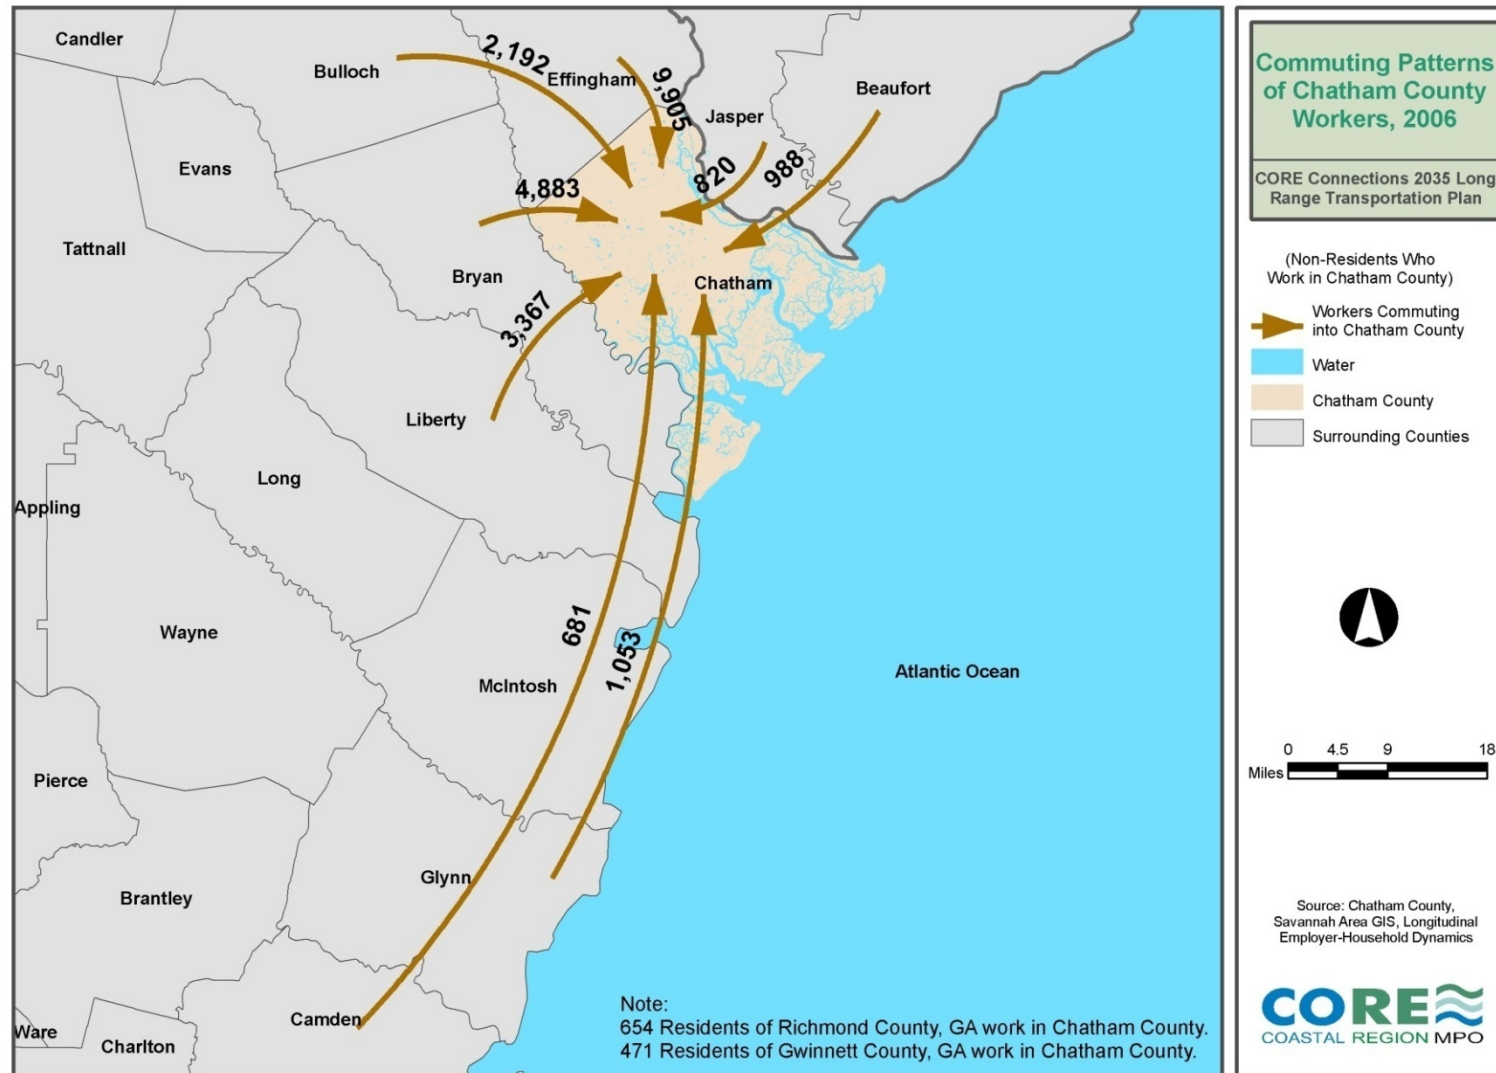 Candler
Bulloch
2,192
Effingham
9,905
Jasper
Beaufort
Evans
4,883
820
988
Tattnall
Bryan
Chatham
3,367
Liberty
Long
Appling
Wayne
681
1,053
McIntosh
Atlantic Ocean
Pierce
Glynn
Brantley
Camden
Ware
Charlton
Note:
654 Residents of Richmond County, GA work in Chatham County.
471 Residents of Gwinnett County, GA work in Chatham County.
Commuting Patterns
of Chatham County
Workers, 2006
CORE Connections 2035 Long
Range Transportation Plan
(Non-Residents Who
Work in Chatham County)
Workers Commuting
into Chatham County
Water
Chatham County
Surrounding Counties
0 4.5 9 18
Miles
Source: Chatham County,
Savannah Area GIS, Longitudinal
Employer-Household Dynamics
CORE
COASTAL REGION MPO